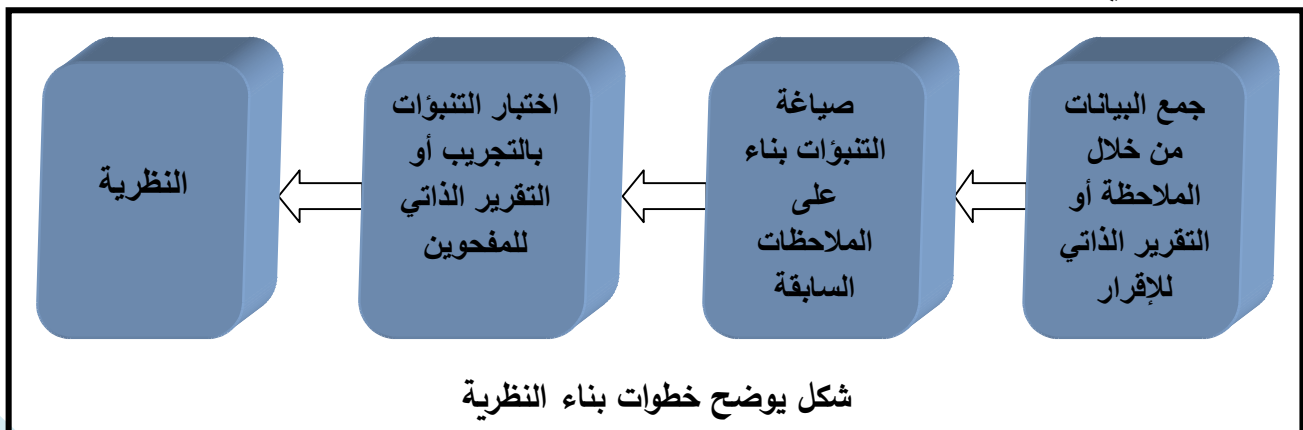 جمع البيانات
من خلال
الملاحظة أو
التقرير الذاتي
للإقرار
صياغة
التنبؤات بناء
على
الملاحظات
السابقة
اختبار التنبؤات
بالتجريب أو
التقرير الذاتي
للمفحوين
النظرية
شكل يوضح خطوات بناء النظرية